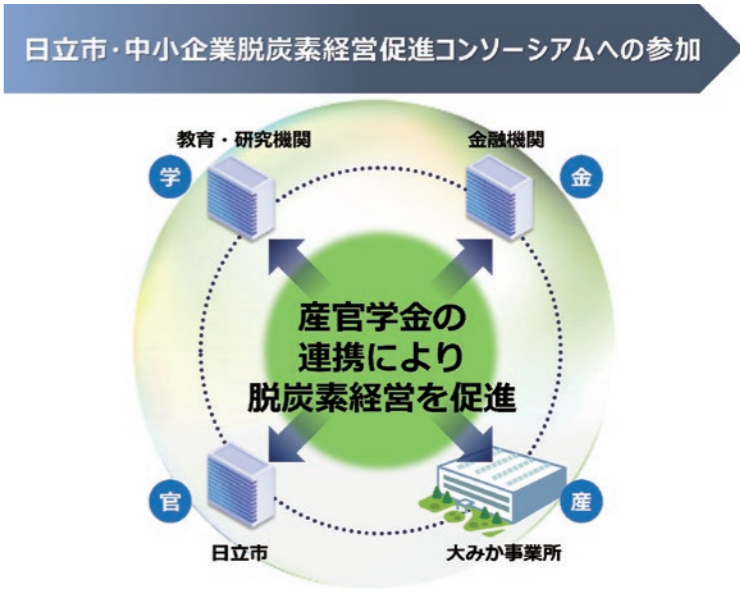 日立市・中小企業脱炭素経営促進コンソーシアムへの参加
教育・研究機関
金融機関
学
金
産官学金の
連携により
脱炭素経営を促進
官
産
日立市
大みか事業所